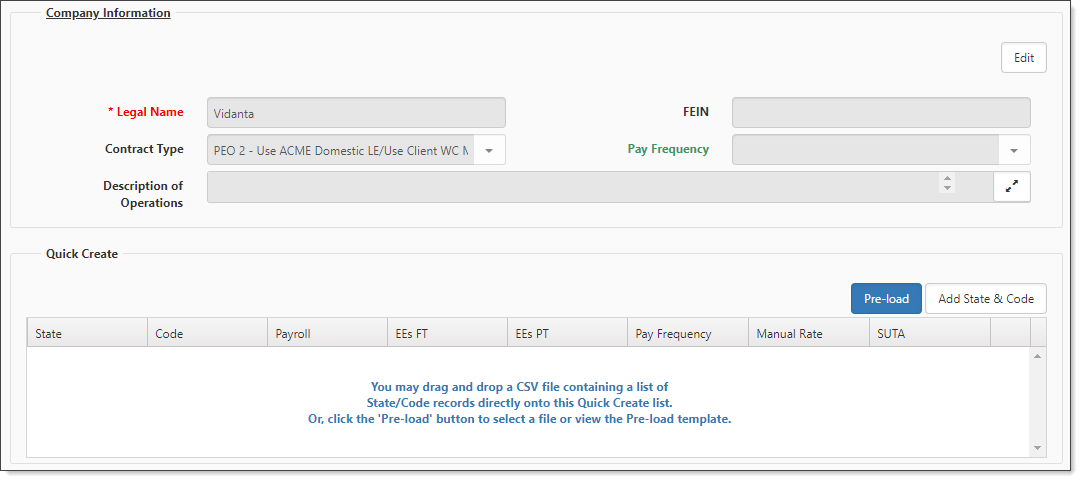 Company Information
Edit
* Legal Name
Vidanta
FEIN
Contract Type
PEO 2 - Use ACME Domestic LE/Use Client WC M
Pay Frequency
Description of
Operations
Quick Create
Pre-load
Add State & Code
State Code Payroll EEs FT EEs PT Pay Frequency Manual Rate SUTA
You may drag and drop a CSV file containing a list of
State/Code records directly onto this Quick Create list.
Or, click the 'Pre-load' button to select a file or view the Pre-load template.